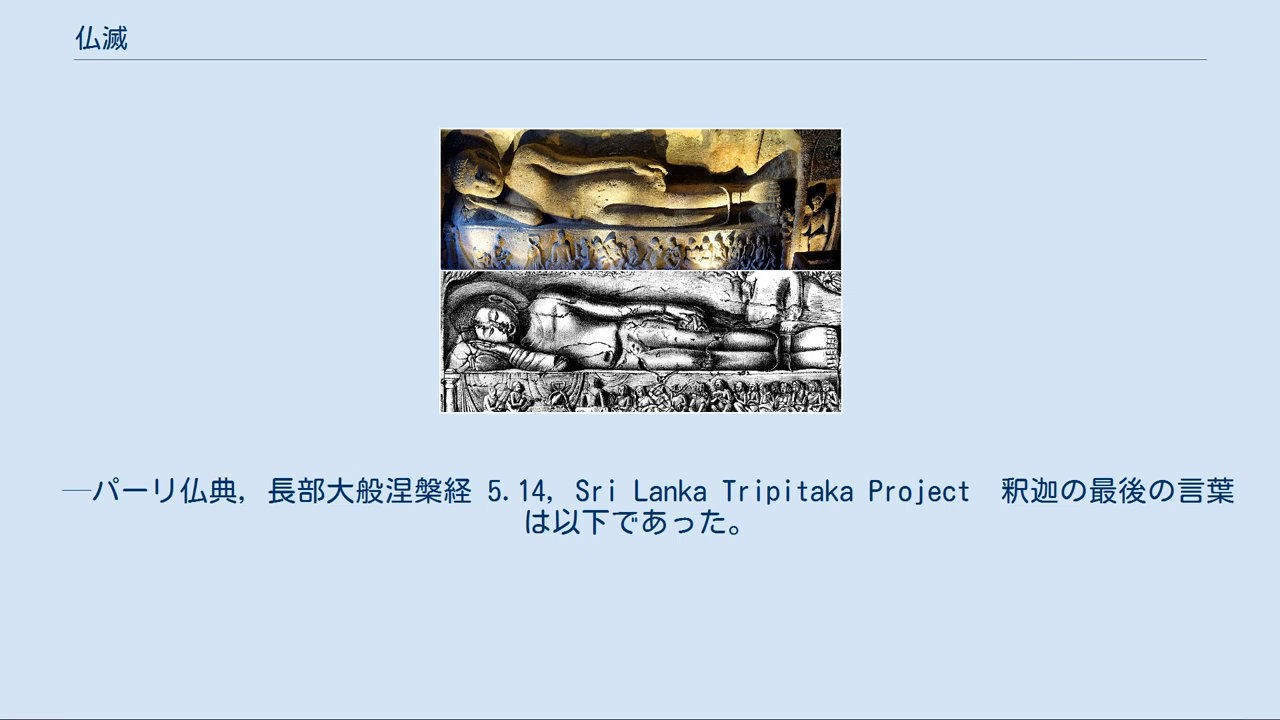 仏滅
―パーリ仏典, 長部大般涅槃経 5.14, Sri Lanka Tripitaka Project　釈迦の最後の言葉
は以下であった。